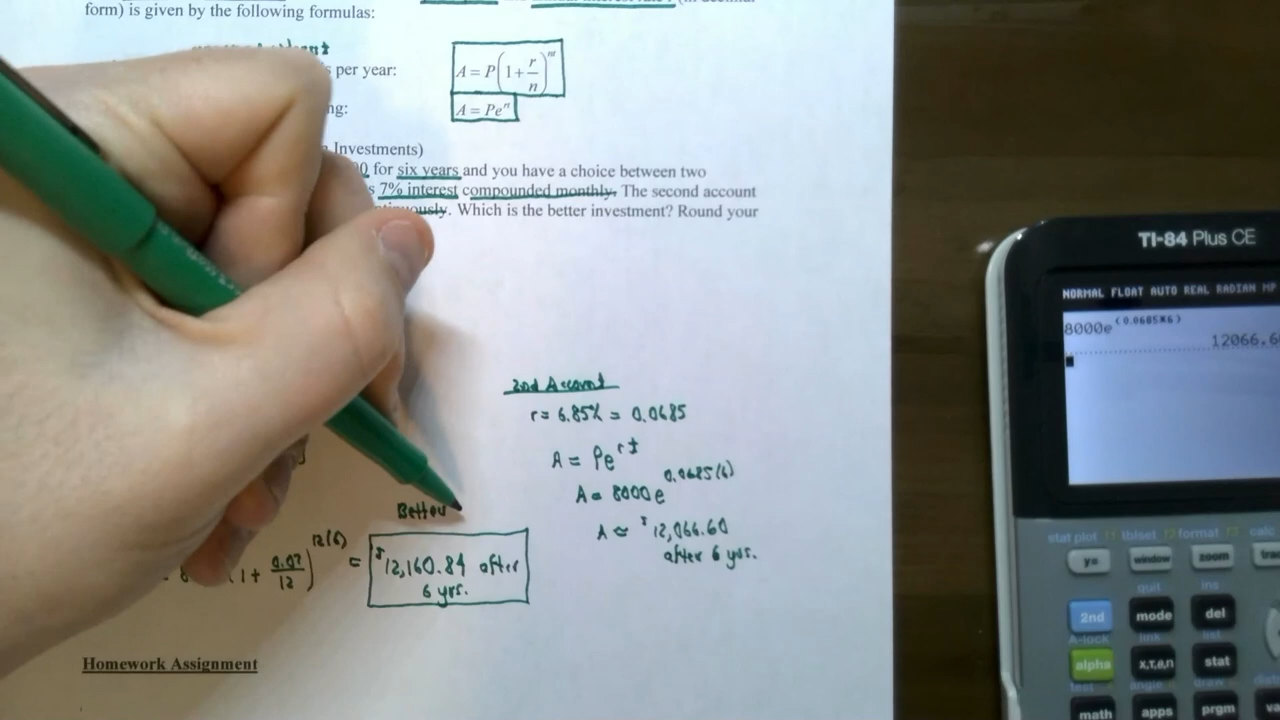 form) is given by the following formulas:
per year:
A = P(1 + r/n)^nt
A = Pe^rt
Investments)
for six years and you have a choice between two
7% interest compounded monthly. The second account
Which is the better investment? Round your
2nd Account
r = 6.85% = 0.0685
A = Pe^rt
A = 8000e^0.0685(6)
A ≈ $12,066.60
after 6 yrs.
Better
(1 + 0.07/12)^12(6) = $12,160.84 after
6 yrs.
Homework Assignment
TI-84 Plus CE
NORMAL FLOAT AUTO REAL RADIAN MP
8000e^(0.0685*6)
12066.6
stat plot f1 tblset f2 format f3 calc
window zoom
quit ins
2nd mode del
A-lock link list
alpha X,T,θ,n stat
test angle draw
math apps prgm